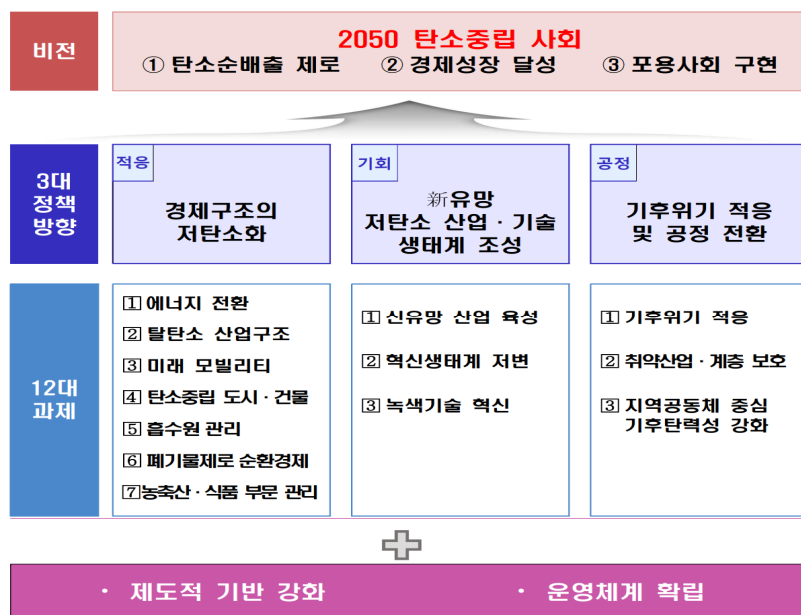 비전
2050 탄소중립 사회
① 탄소순배출 제로 ② 경제성장 달성 ③ 포용사회 구현
3대
정책
방향
적응
경제구조의
저탄소화
기회
新유망
저탄소 산업·기술
생태계 조성
공정
기후위기 적응
및 공정 전환
12대
과제
1 에너지 전환
2 탈탄소 산업구조
3 미래 모빌리티
4 탄소중립 도시·건물
5 흡수원 관리
6 폐기물제로 순환경제
7 농축산·식품 부문 관리
1 신유망 산업 육성
2 혁신생태계 저변
3 녹색기술 혁신
1 기후위기 적응
2 취약산업·계층 보호
3 지역공동체 중심
기후탄력성 강화
· 제도적 기반 강화 · 운영체계 확립